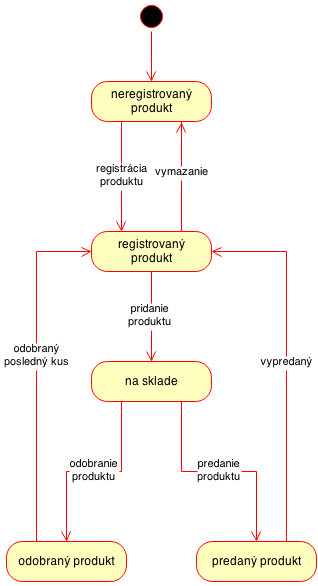 neregistrovaný
produkt
registrácia
produktu
vymazanie
registrovaný
produkt
pridanie
produktu
odobraný
posledný kus
vypredaný
na sklade
odobranie
produktu
predanie
produktu
odobraný produkt
predaný produkt